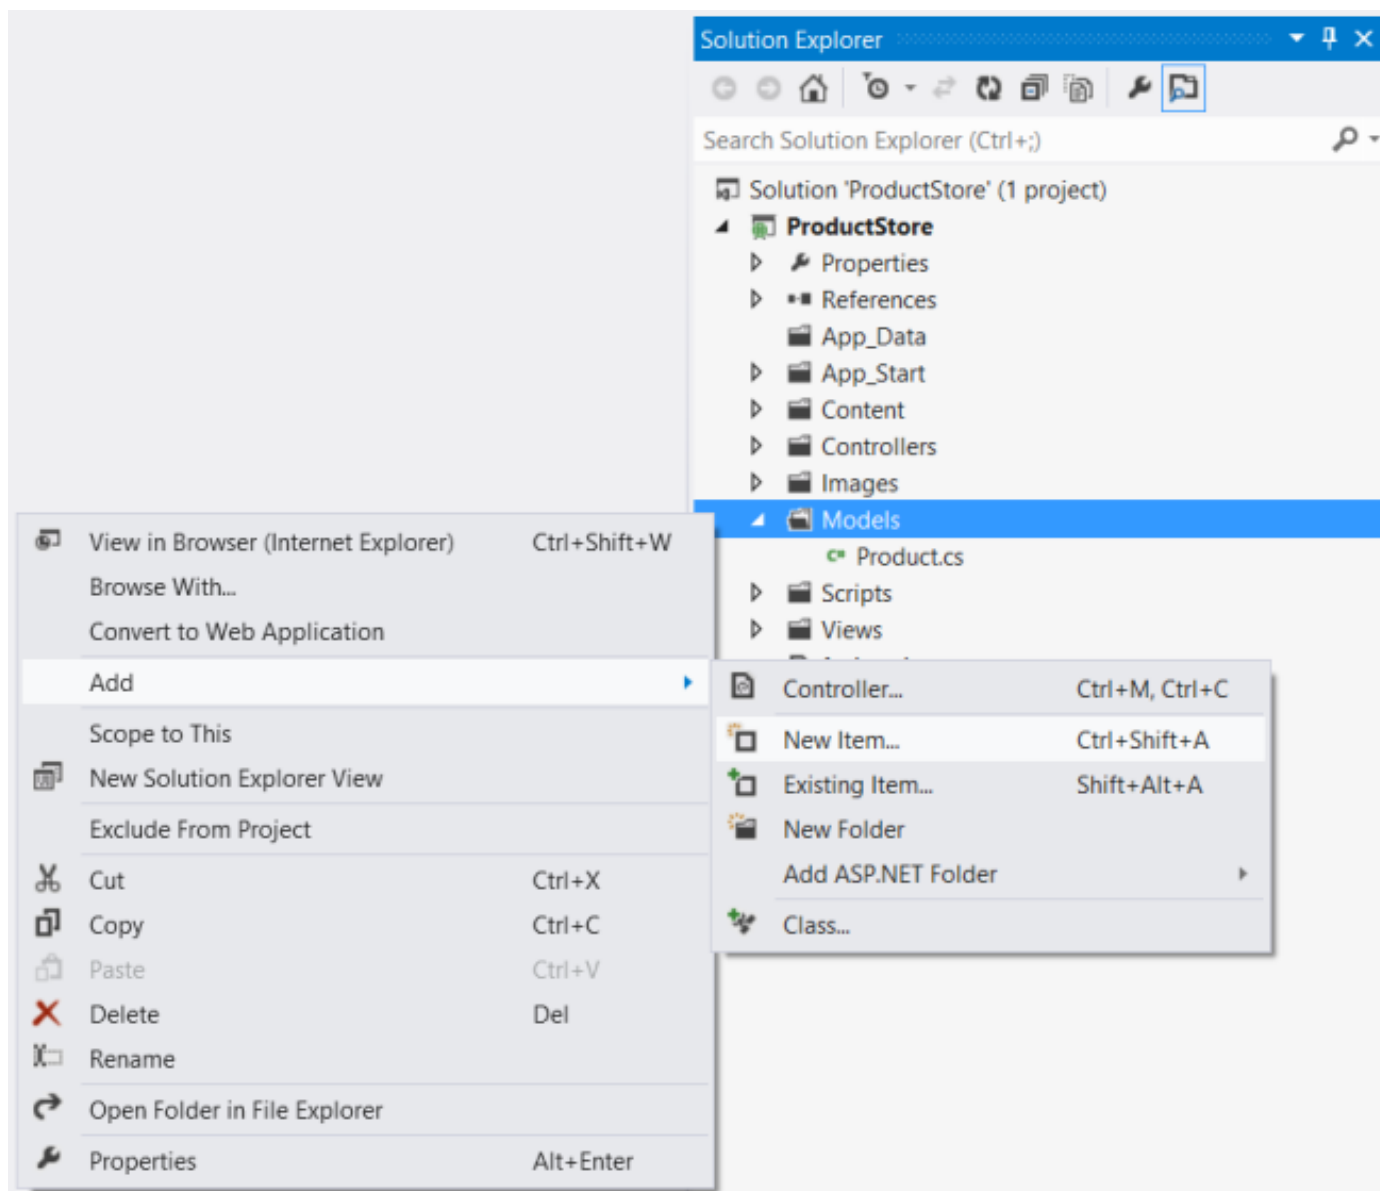 Solution Explorer
Search Solution Explorer (Ctrl+;)
Solution 'ProductStore' (1 project)
ProductStore
Properties
References
App_Data
App_Start
Content
Controllers
Images
Models
Product.cs
Scripts
Views
View in Browser (Internet Explorer) Ctrl+Shift+W
Browse With...
Convert to Web Application
Add
Scope to This
New Solution Explorer View
Exclude From Project
Cut Ctrl+X
Copy Ctrl+C
Paste Ctrl+V
Delete Del
Rename
Open Folder in File Explorer
Properties Alt+Enter
Controller... Ctrl+M, Ctrl+C
New Item... Ctrl+Shift+A
Existing Item... Shift+Alt+A
New Folder
Add ASP.NET Folder
Class...